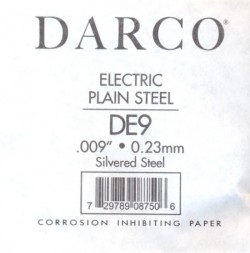 DARCO®
ELECTRIC
PLAIN STEEL
DE9
.009" • 0.23mm
Silvered Steel
7 29789 08750 6
CORROSION INHIBITING PAPER